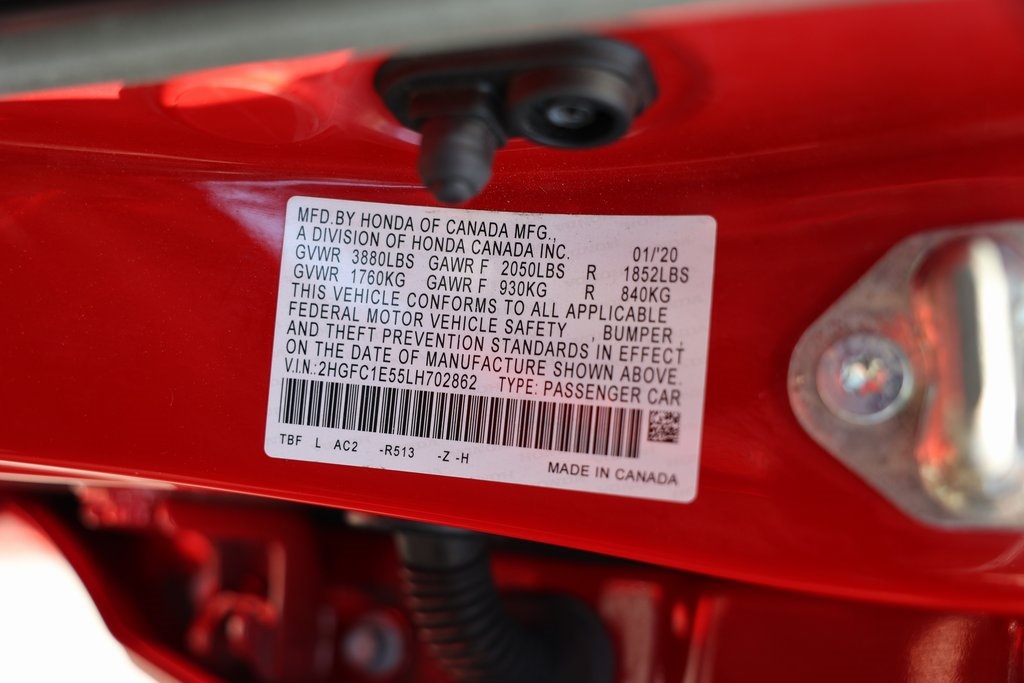 MFD.BY HONDA OF CANADA MFG.,
A DIVISION OF HONDA CANADA INC. 01/'20
GVWR 3880LBS GAWR F 2050LBS R 1852LBS
GVWR 1760KG GAWR F 930KG R 840KG
THIS VEHICLE CONFORMS TO ALL APPLICABLE
FEDERAL MOTOR VEHICLE SAFETY , BUMPER ,
AND THEFT PREVENTION STANDARDS IN EFFECT
ON THE DATE OF MANUFACTURE SHOWN ABOVE.
V.I.N.:2HGFC1E55LH702862 TYPE: PASSENGER CAR
TBF L AC2 -R513 -Z -H
MADE IN CANADA